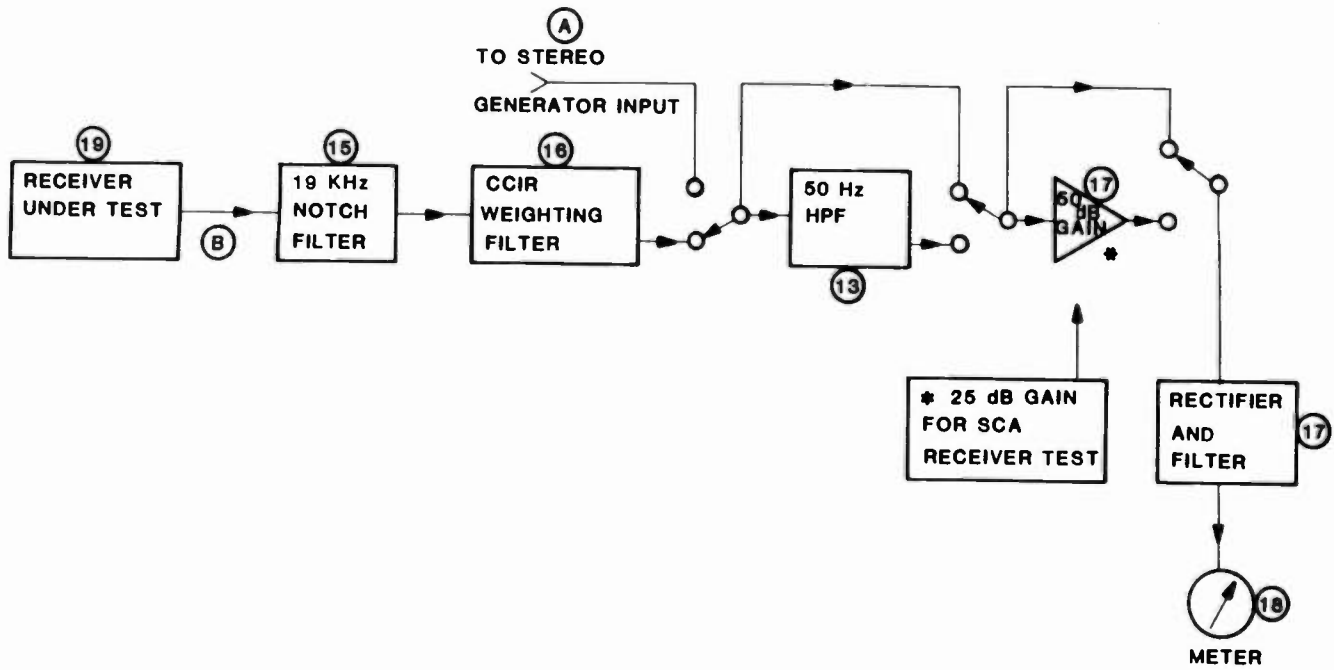 A
TO STEREO
GENERATOR INPUT
19
RECEIVER
UNDER TEST
B
15
19 KHz
NOTCH
FILTER
16
CCIR
WEIGHTING
FILTER
50 Hz
HPF
13
17
50
dB
GAIN
*
* 25 dB GAIN
FOR SCA
RECEIVER TEST
RECTIFIER
AND
FILTER
17
18
METER